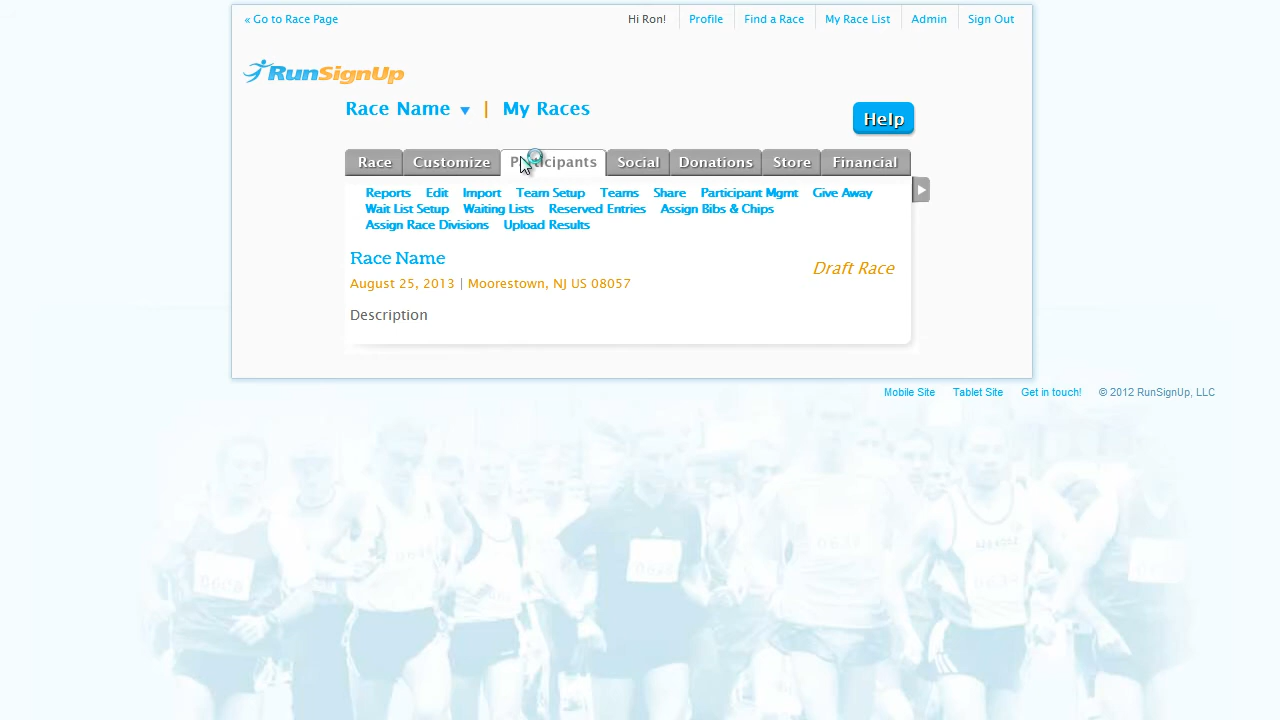 « Go to Race Page Hi Ron! Profile Find a Race My Race List Admin Sign Out
RunSignUp
Race Name | My Races
Help
Race Customize Participants Social Donations Store Financial
Reports Edit Import Team Setup Teams Share Participant Mgmt Give Away
Wait List Setup Waiting Lists Reserved Entries Assign Bibs & Chips
Assign Race Divisions Upload Results
Race Name
Draft Race
August 25, 2013 | Moorestown, NJ US 08057
Description
Mobile Site Tablet Site Get in touch! © 2012 RunSignUp, LLC